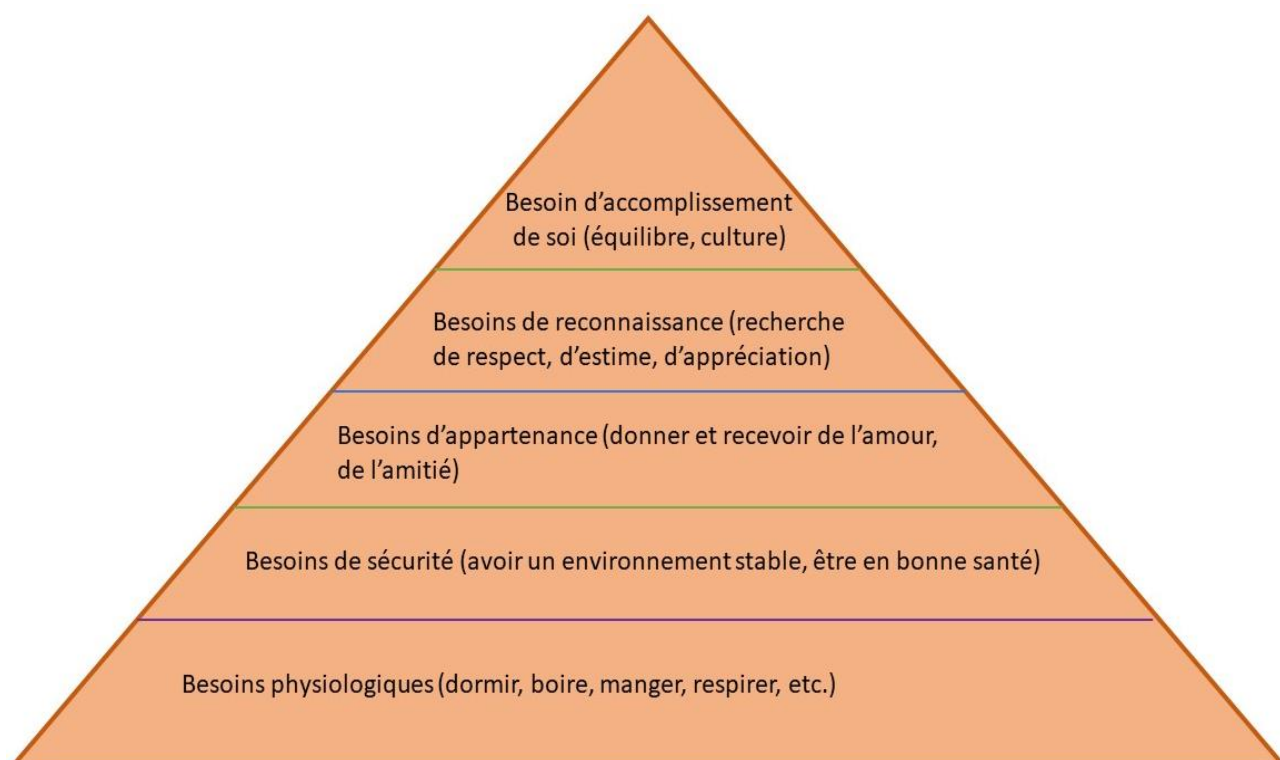 Besoin d’accomplissement
de soi (équilibre, culture)
Besoins de reconnaissance (recherche
de respect, d’estime, d’appréciation)
Besoins d’appartenance (donner et recevoir de l’amour,
de l’amitié)
Besoins de sécurité (avoir un environnement stable, être en bonne santé)
Besoins physiologiques (dormir, boire, manger, respirer, etc.)